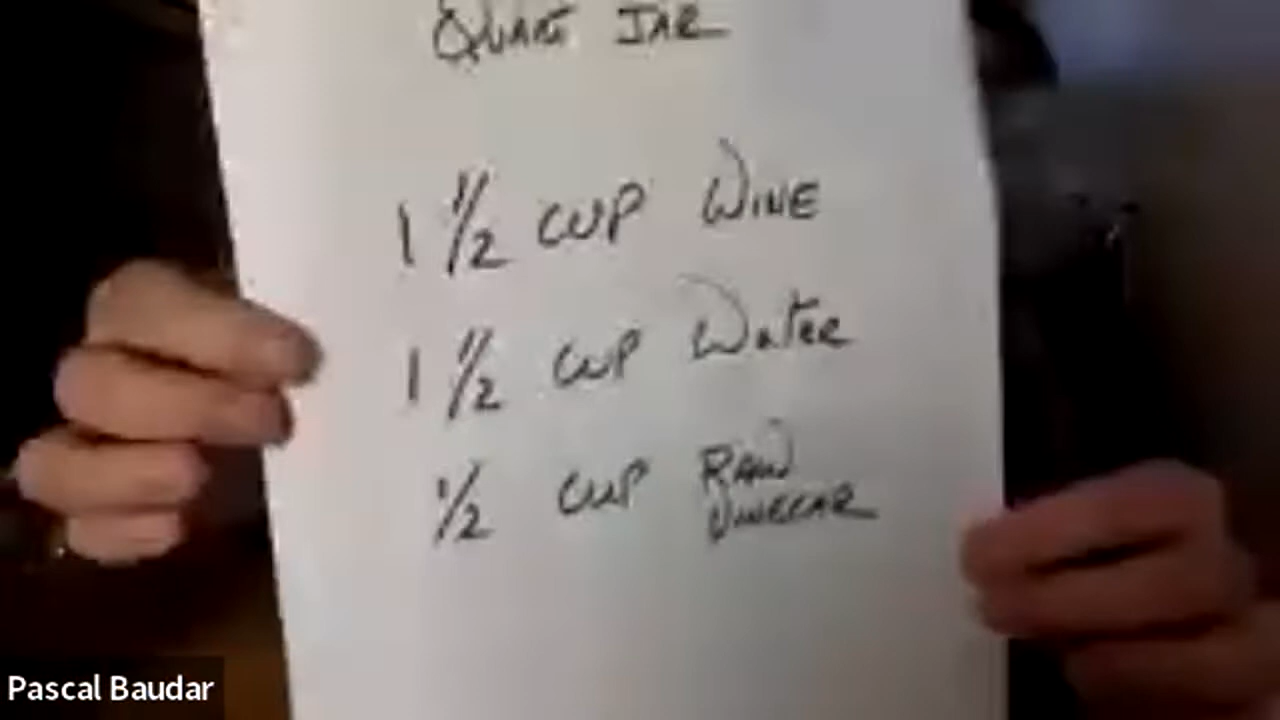 QUART JAR
1 1/2 CUP WINE
1 1/2 CUP Water
1/2 CUP RAW
VINEGAR
Pascal Baudar